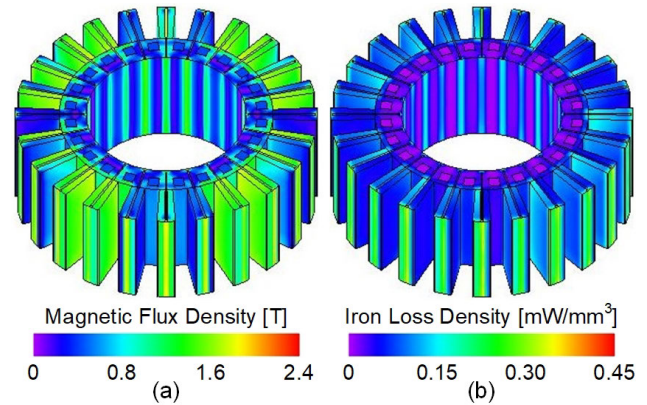 Magnetic Flux Density [T]
0 0.8 1.6 2.4
(a)
Iron Loss Density [mW/mm³]
0 0.15 0.30 0.45
(b)